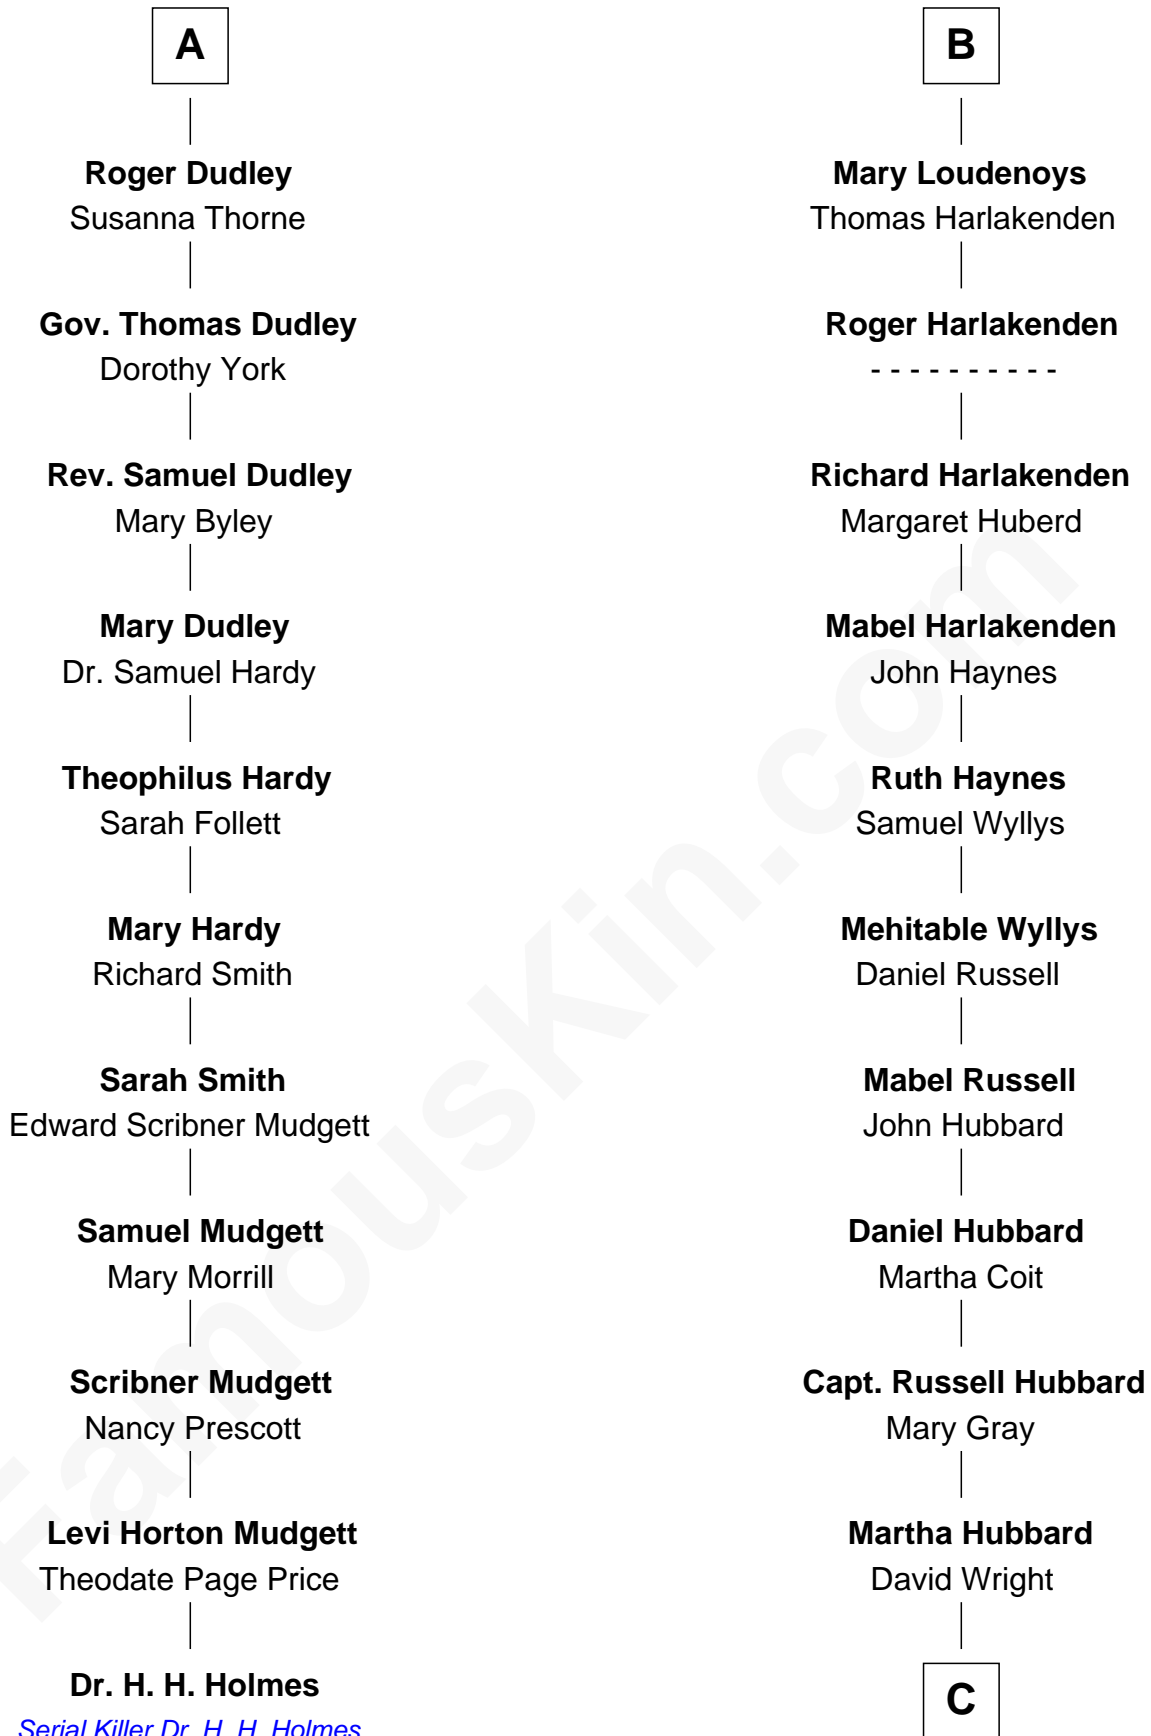 A
Roger Dudley
Susanna Thorne
Gov. Thomas Dudley
Dorothy York
Rev. Samuel Dudley
Mary Byley
Mary Dudley
Dr. Samuel Hardy
Theophilus Hardy
Sarah Follett
Mary Hardy
Richard Smith
Sarah Smith
Edward Scribner Mudgett
Samuel Mudgett
Mary Morrill
Scribner Mudgett
Nancy Prescott
Levi Horton Mudgett
Theodate Page Price
Dr. H. H. Holmes
Serial Killer Dr. H. H. Holmes
B
Mary Loudenoys
Thomas Harlakenden
Roger Harlakenden
- - - - - - - - - -
Richard Harlakenden
Margaret Huberd
Mabel Harlakenden
John Haynes
Ruth Haynes
Samuel Wyllys
Mehitable Wyllys
Daniel Russell
Mabel Russell
John Hubbard
Daniel Hubbard
Martha Coit
Capt. Russell Hubbard
Mary Gray
Martha Hubbard
David Wright
C
FamousKin.com